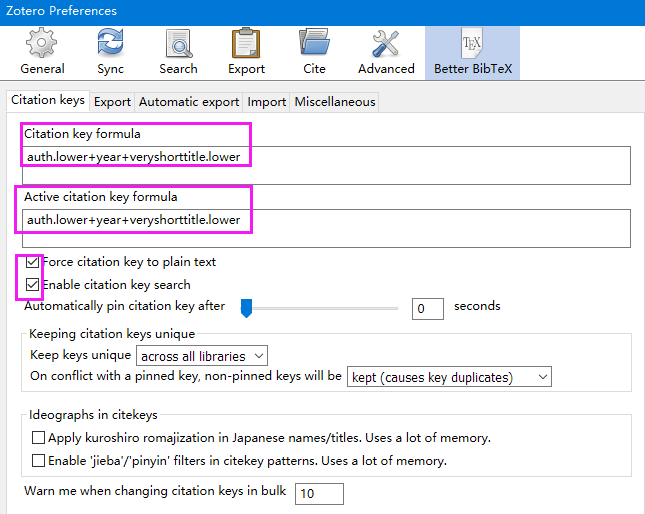 Zotero Preferences
TEX
General Sync Search Export Cite Advanced Better BibTeX
Citation keys Export Automatic export Import Miscellaneous
Citation key formula
auth.lower+year+veryshorttitle.lower
Active citation key formula
auth.lower+year+veryshorttitle.lower
Force citation key to plain text
Enable citation key search
Automatically pin citation key after 0 seconds
Keeping citation keys unique
Keep keys unique across all libraries
On conflict with a pinned key, non-pinned keys will be kept (causes key duplicates)
Ideographs in citekeys
Apply kuroshiro romajization in Japanese names/titles. Uses a lot of memory.
Enable 'jieba'/'pinyin' filters in citekey patterns. Uses a lot of memory.
Warn me when changing citation keys in bulk 10